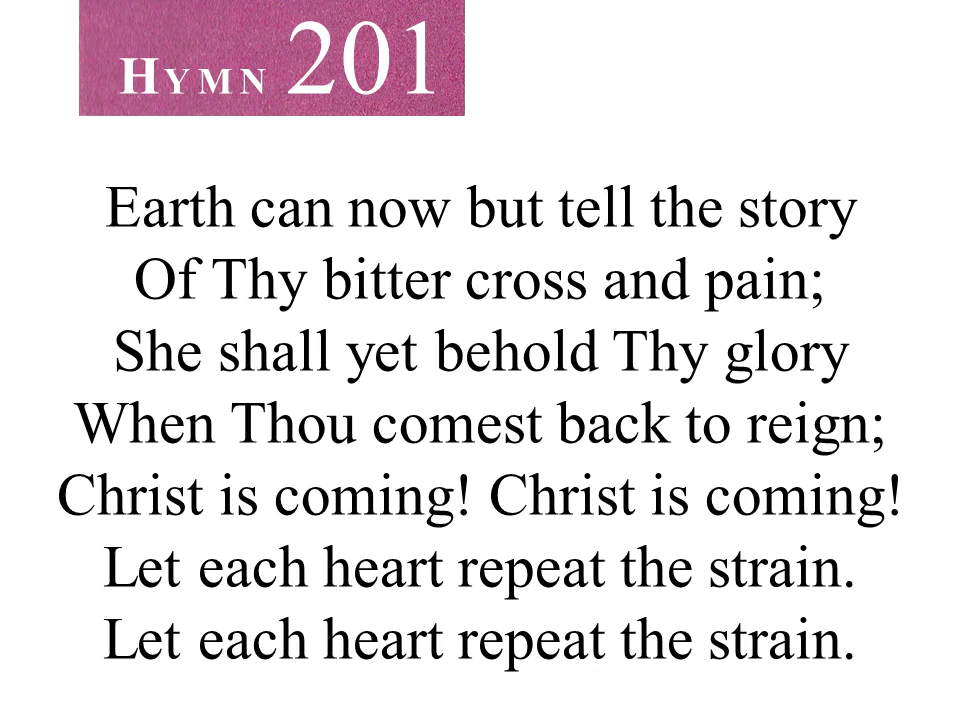 HYMN 201
Earth can now but tell the story
Of Thy bitter cross and pain;
She shall yet behold Thy glory
When Thou comest back to reign;
Christ is coming! Christ is coming!
Let each heart repeat the strain.
Let each heart repeat the strain.